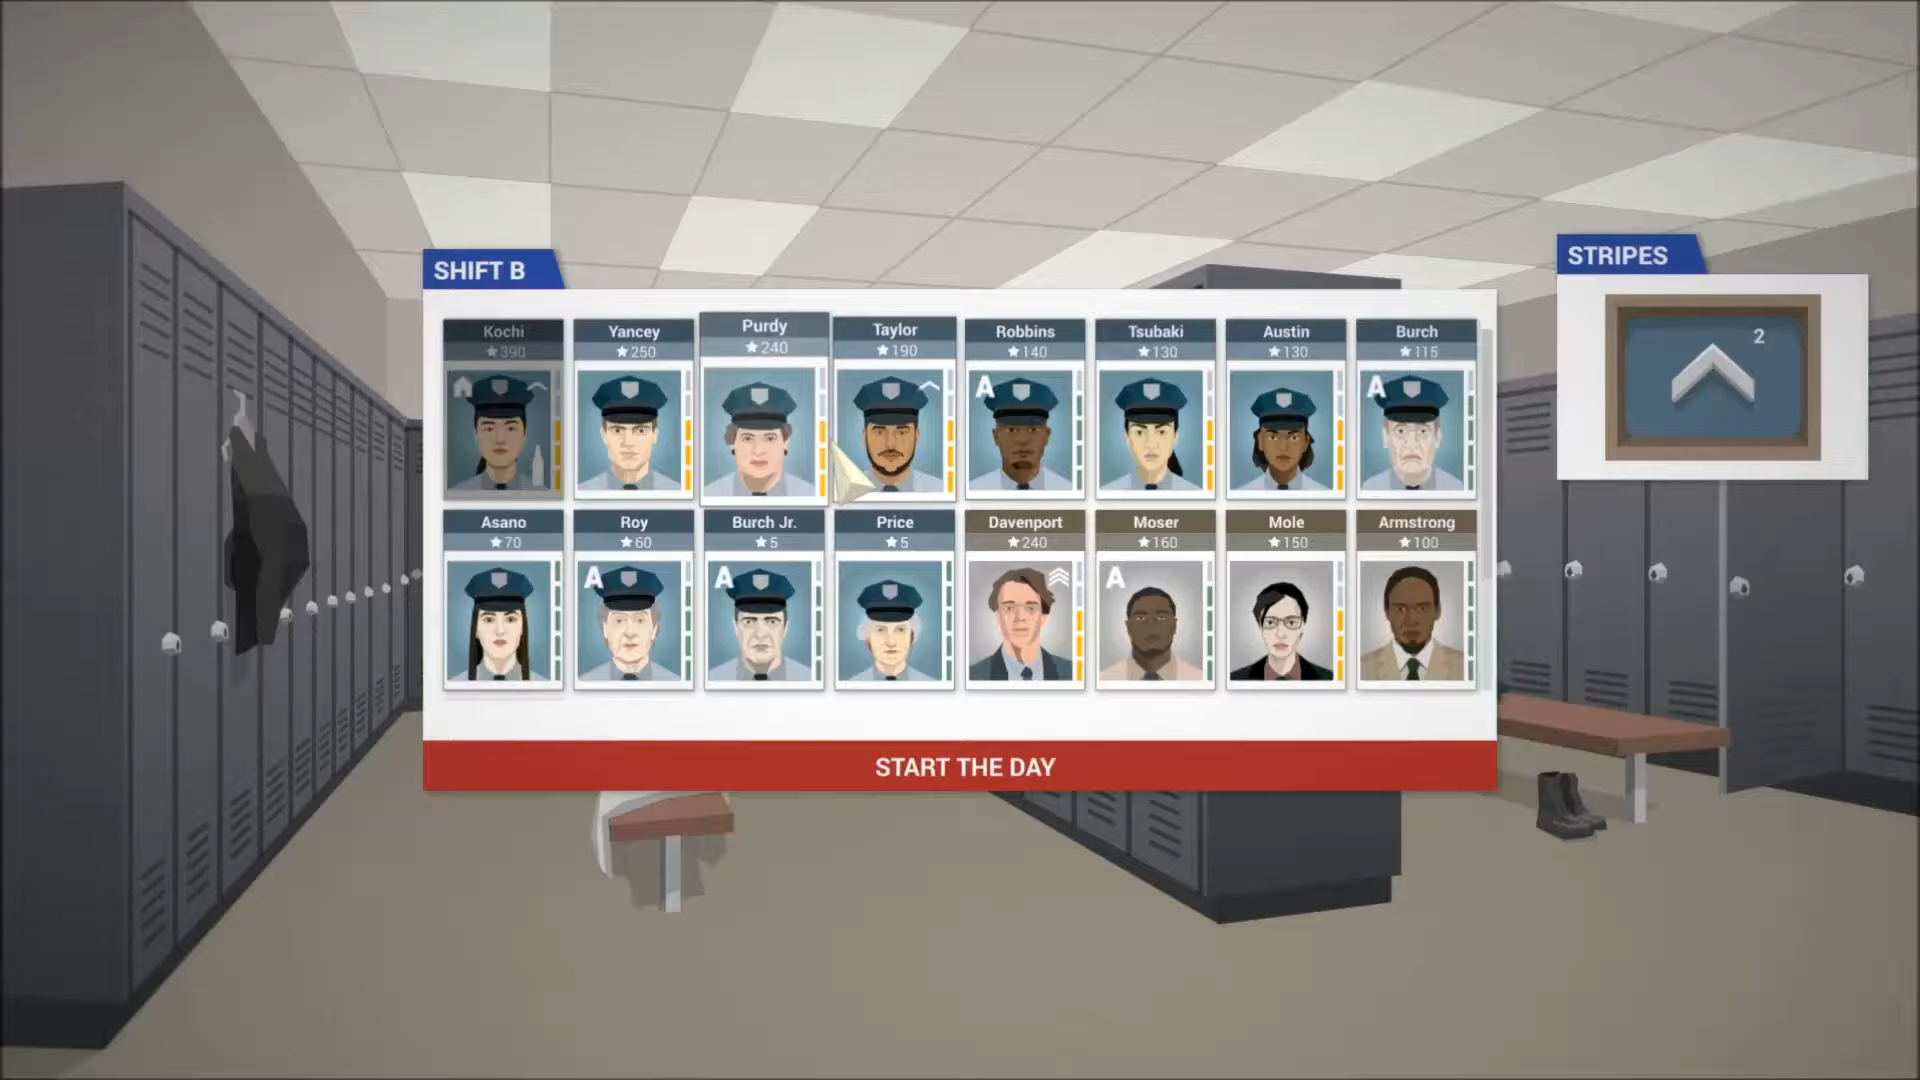 STRIPES
2
SHIFT B
Kochi
390
Yancey
250
Purdy
240
Taylor
190
Robbins
140
A
Tsubaki
130
Austin
130
Burch
115
A
Asano
70
Roy
60
A
Burch Jr.
5
A
Price
5
Davenport
240
Moser
160
A
Mole
150
Armstrong
100
START THE DAY